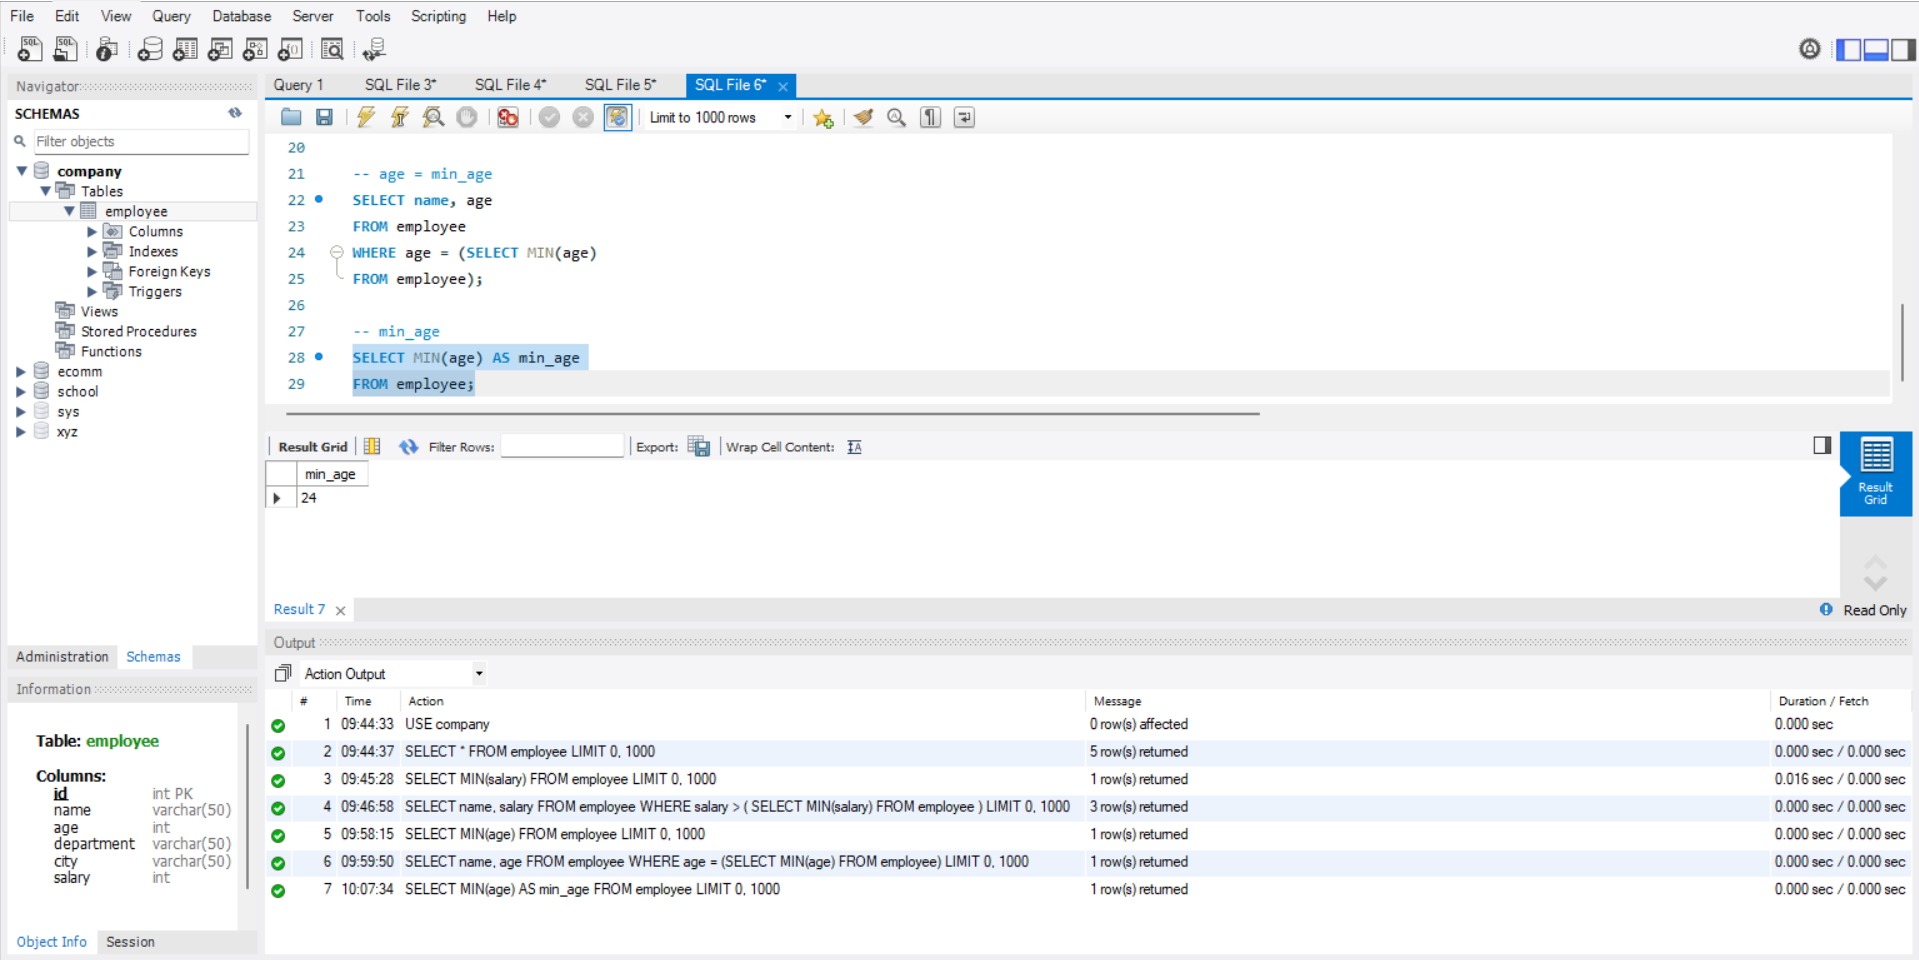 File Edit View Query Database Server Tools Scripting Help
Navigator
SCHEMAS
Filter objects
company
Tables
employee
Columns
Indexes
Foreign Keys
Triggers
Views
Stored Procedures
Functions
ecomm
school
sys
xyz
Administration Schemas
Information
Table: employee
Columns:
id int PK
name varchar(50)
age int
department varchar(50)
city varchar(50)
salary int
Object Info Session
Query 1 SQL File 3* SQL File 4* SQL File 5* SQL File 6*
Limit to 1000 rows
20
21 -- age = min_age
22 SELECT name, age
23 FROM employee
24 WHERE age = (SELECT MIN(age)
25 FROM employee);
26
27 -- min_age
28 SELECT MIN(age) AS min_age
29 FROM employee;
Result Grid Filter Rows: Export: Wrap Cell Content:
min_age
24
Result
Grid
Result 7
Read Only
Output
Action Output
# Time Action Message Duration / Fetch
1 09:44:33 USE company 0 row(s) affected 0.000 sec
2 09:44:37 SELECT * FROM employee LIMIT 0, 1000 5 row(s) returned 0.000 sec / 0.000 sec
3 09:45:28 SELECT MIN(salary) FROM employee LIMIT 0, 1000 1 row(s) returned 0.016 sec / 0.000 sec
4 09:46:58 SELECT name, salary FROM employee WHERE salary > ( SELECT MIN(salary) FROM employee ) LIMIT 0, 1000 3 row(s) returned 0.000 sec / 0.000 sec
5 09:58:15 SELECT MIN(age) FROM employee LIMIT 0, 1000 1 row(s) returned 0.000 sec / 0.000 sec
6 09:59:50 SELECT name, age FROM employee WHERE age = (SELECT MIN(age) FROM employee) LIMIT 0, 1000 1 row(s) returned 0.000 sec / 0.000 sec
7 10:07:34 SELECT MIN(age) AS min_age FROM employee LIMIT 0, 1000 1 row(s) returned 0.000 sec / 0.000 sec